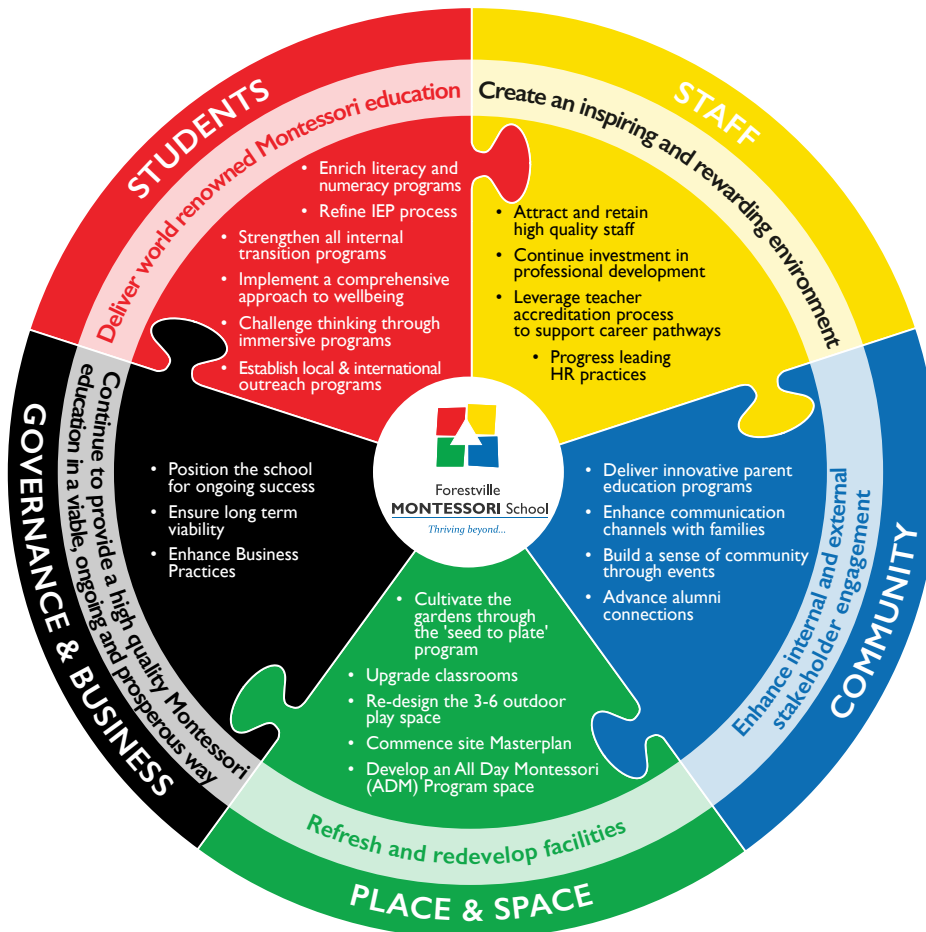 STUDENTS
Deliver world renowned Montessori education
• Enrich literacy and
numeracy programs
• Refine IEP process
• Strengthen all internal
transition programs
• Implement a comprehensive
approach to wellbeing
• Challenge thinking through
immersive programs
• Establish local & international
outreach programs
STAFF
Create an inspiring and rewarding environment
• Attract and retain
high quality staff
• Continue investment in
professional development
• Leverage teacher
accreditation process
to support career pathways
• Progress leading
HR practices
COMMUNITY
Enhance internal and external
stakeholder engagement
• Deliver innovative parent
education programs
• Enhance communication
channels with families
• Build a sense of community
through events
• Advance alumni
connections
PLACE & SPACE
Refresh and redevelop facilities
• Cultivate the
gardens through
the 'seed to plate'
program
• Upgrade classrooms
• Re-design the 3-6 outdoor
play space
• Commence site Masterplan
• Develop an All Day Montessori
(ADM) Program space
GOVERNANCE & BUSINESS
Continue to provide a high quality Montessori
education in a viable, ongoing and prosperous way
• Position the school
for ongoing success
• Ensure long term
viability
• Enhance Business
Practices
Forestville
MONTESSORI School
Thriving beyond...